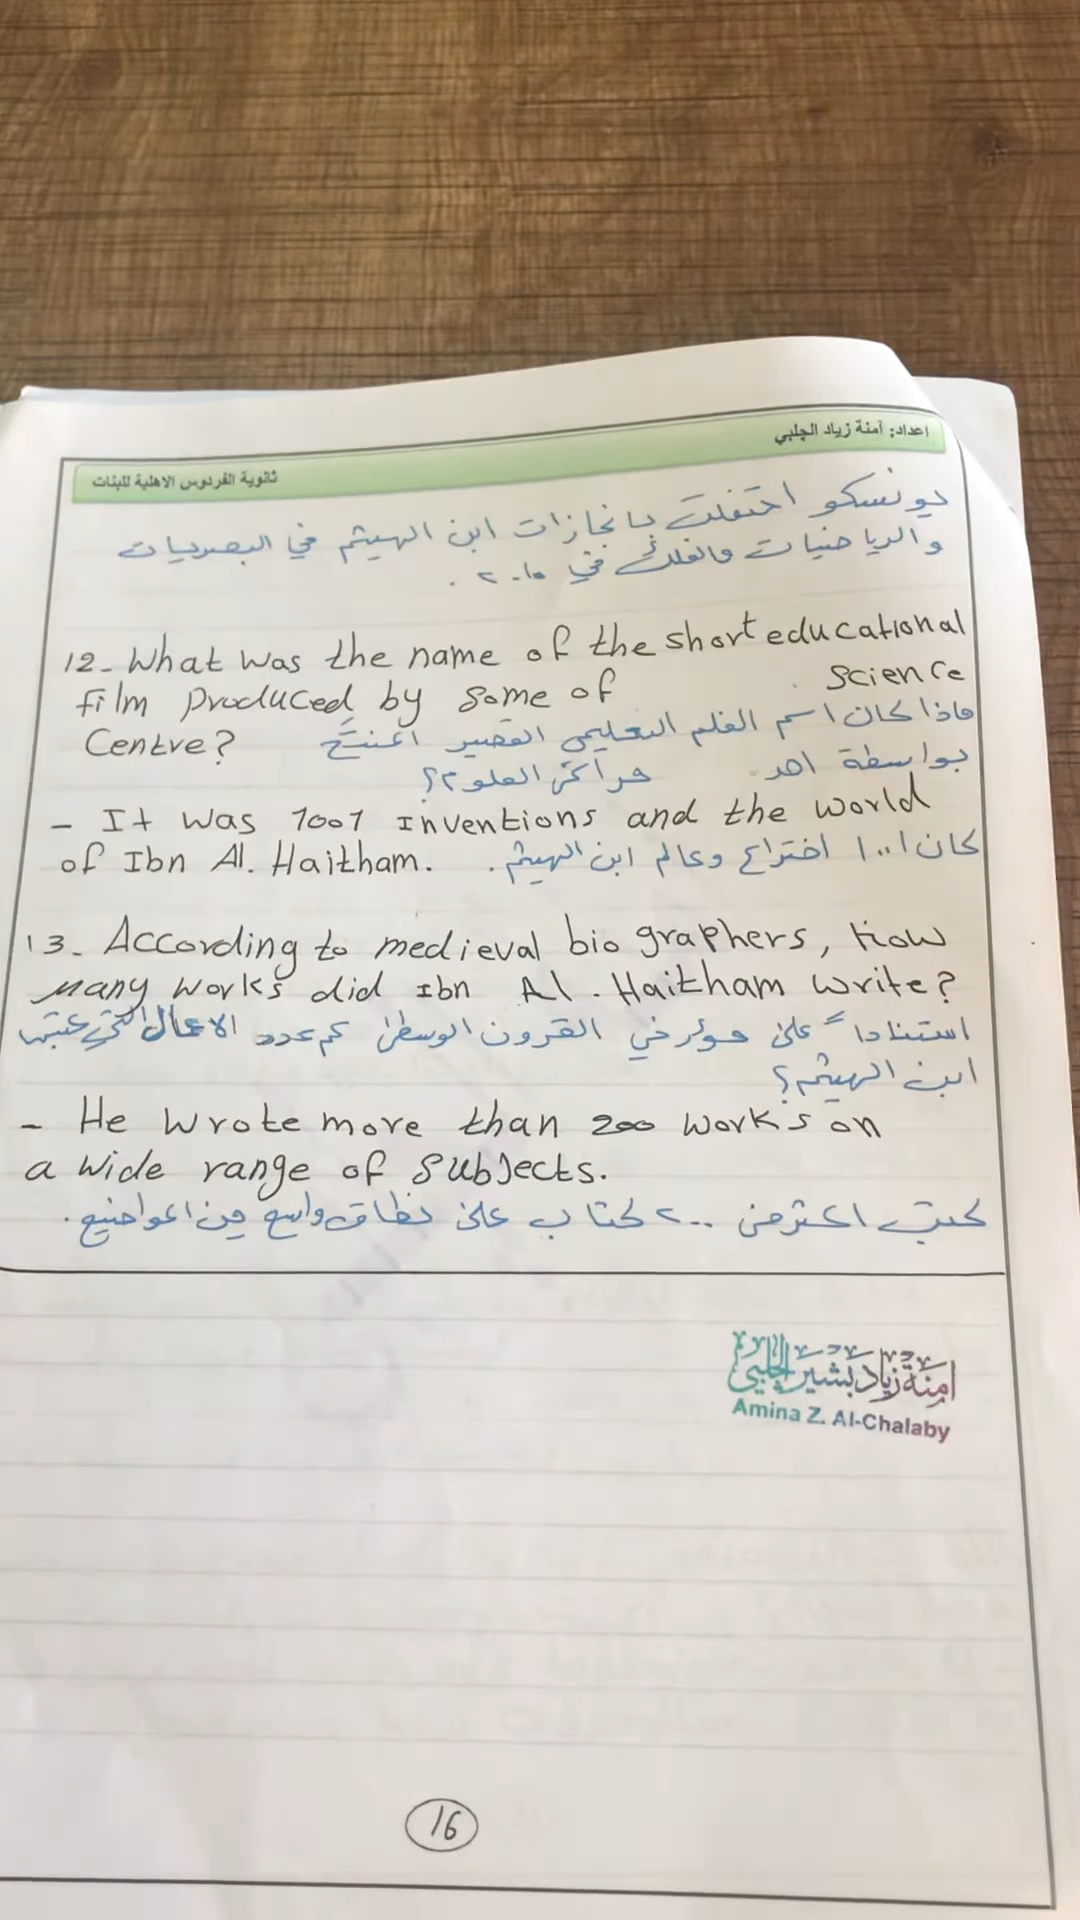 اعداد: آمنة زياد الجلبي
ثانوية الفردوس الاهلية للبنات
يونسكو احتفلت بانجازات ابن الهيثم في البصريات
والرياضيات والفلك في ٢٠١٥ .
12- What was the name of the short educational
film produced by some of Science
Centre?
ماذا كان اسم الفلم التعليمي القصير المنتج
بواسطة احد مراكز العلوم؟
- It was 1001 inventions and the world
of Ibn Al. Haitham.
كان ١٠٠١ اختراع وعالم ابن الهيثم .
13- According to medieval biographers, How
many works did Ibn Al. Haitham write?
استناداً على مؤرخي القرون الوسطى كم عدد الاعمال التي كتبها
ابن الهيثم؟
- He wrote more than 200 works on
a wide range of subjects.
كتب اكثر من ٢٠٠ كتاب على نطاق واسع من المواضيع .
امنة زياد بشير الجلبي
Amina Z. Al-Chalaby
16